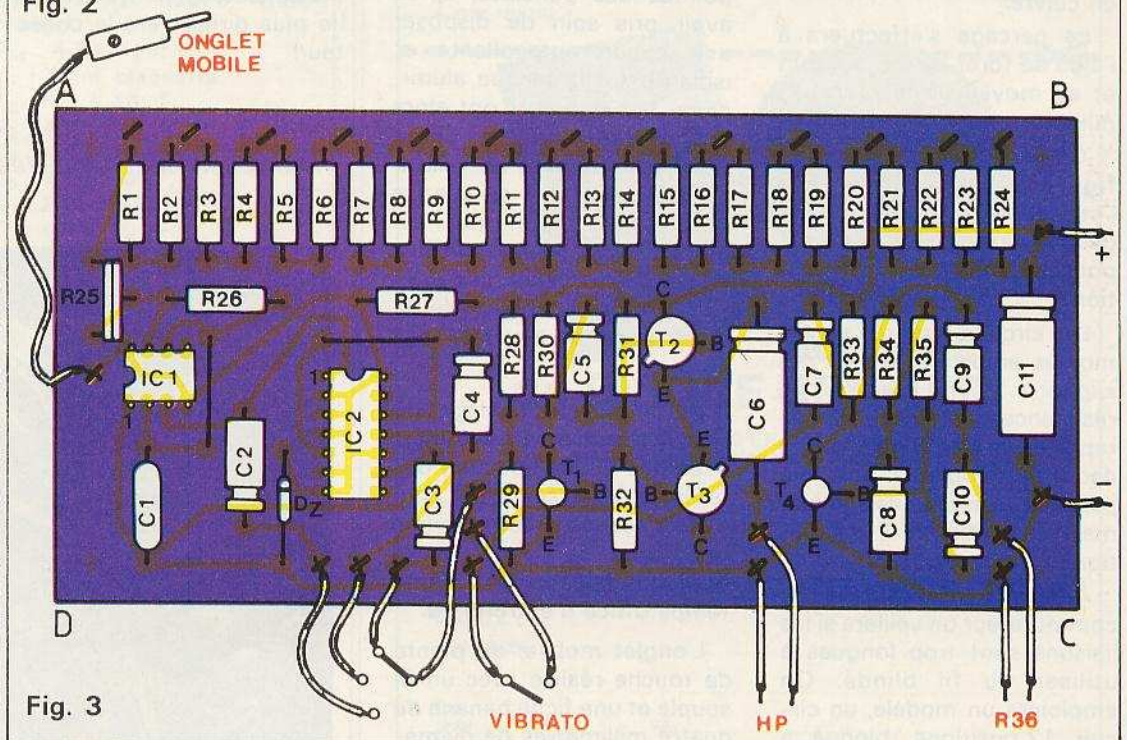 Fig. 2
ONGLET
MOBILE
A
B
R1 R2 R3 R4 R5 R6 R7 R8 R9 R10 R11 R12 R13 R14 R15 R16 R17 R18 R19 R20 R21 R22 R23 R24
+
R25 R26 R27
C
R28 R30 C5 R31 T2 B C6 C7 R33 R34 R35 C9 C11
E
IC1
1
1
IC2
C4
C2
C1
DZ
C3
R29
C
T1
B
E
R32
E
B
T3
C
C
T4
B
E
C8
C10
-
D
C
Fig. 3
VIBRATO
HP
R36